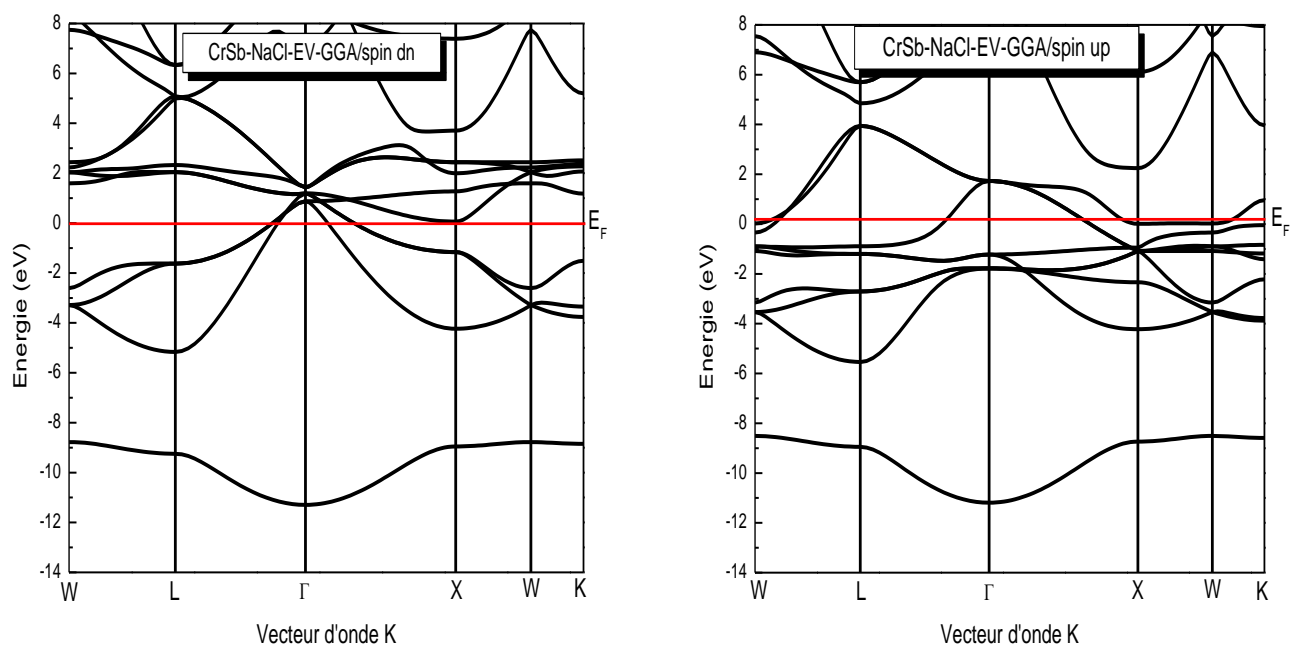 CrSb-NaCl-EV-GGA/spin dn
Energie (eV)
8
6
4
2
0
-2
-4
-6
-8
-10
-12
-14
E_F
W L Γ X W K
Vecteur d'onde K
CrSb-NaCl-EV-GGA/spin up
Energie (eV)
8
6
4
2
0
-2
-4
-6
-8
-10
-12
-14
E_F
W L Γ X W K
Vecteur d'onde K